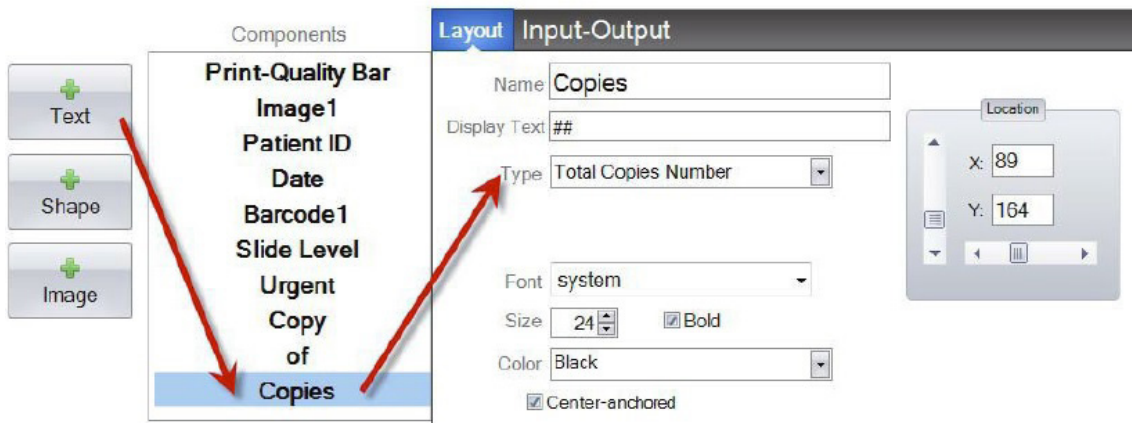 Components
Text
Shape
Image
Print-Quality Bar
Image1
Patient ID
Date
Barcode1
Slide Level
Urgent
Copy
of
Copies
Layout Input-Output
Name Copies
Display Text ##
Type Total Copies Number
Font system
Size 24 Bold
Color Black
Center-anchored
Location
X: 89
Y: 164